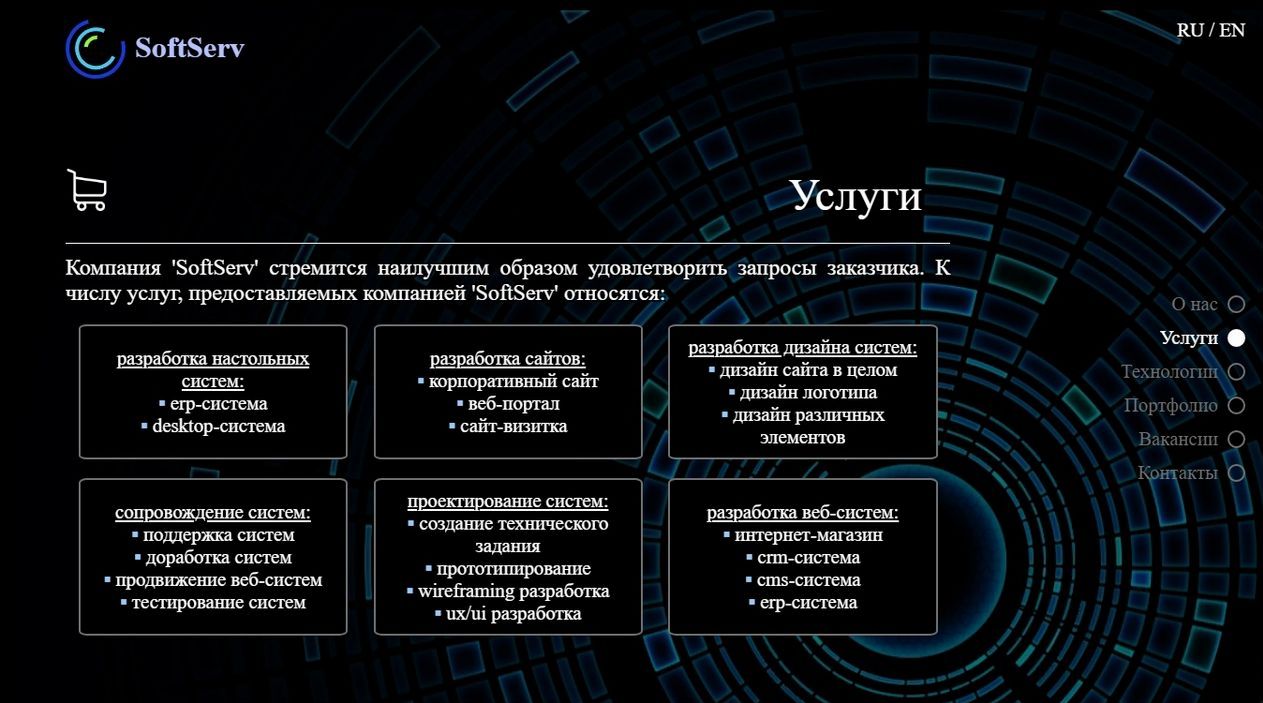 SoftServ
RU / EN
Услуги
Компания 'SoftServ' стремится наилучшим образом удовлетворить запросы заказчика. К
числу услуг, предоставляемых компанией 'SoftServ' относятся:
разработка настольных
систем:
▪ erp-система
▪ desktop-система
разработка сайтов:
▪ корпоративный сайт
▪ веб-портал
▪ сайт-визитка
разработка дизайна систем:
▪ дизайн сайта в целом
▪ дизайн логотипа
▪ дизайн различных
элементов
сопровождение систем:
▪ поддержка систем
▪ доработка систем
▪ продвижение веб-систем
▪ тестирование систем
проектирование систем:
▪ создание технического
задания
▪ прототипирование
▪ wireframing разработка
▪ ux/ui разработка
разработка веб-систем:
▪ интернет-магазин
▪ crm-система
▪ cms-система
▪ erp-система
О нас
Услуги
Технологии
Портфолио
Вакансии
Контакты